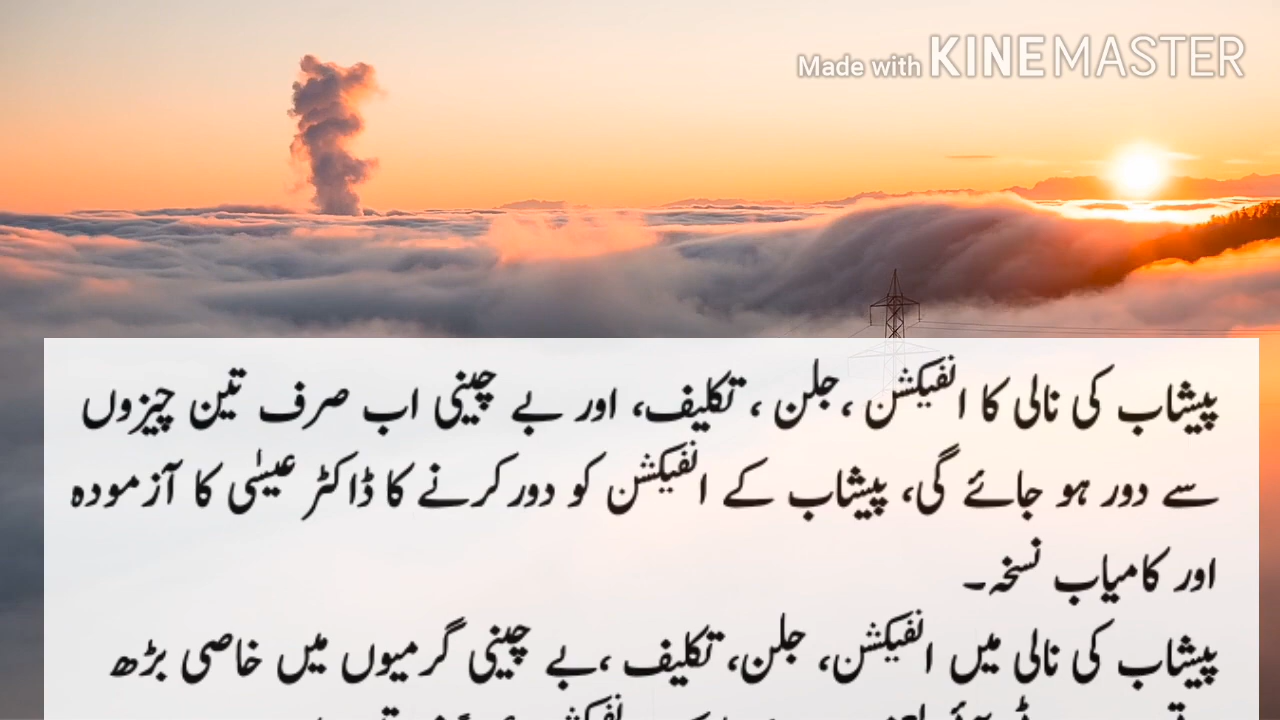 Made with KINEMASTER
پیشاب کی نالی کا انفیکشن ،جلن ، تکلیف، اور بے چینی اب صرف تین چیزوں
سے دور ہو جائے گی، پیشاب کے انفیکشن کو دور کرنے کا ڈاکٹر عیسٰی کا آزمودہ
اور کامیاب نسخہ۔
پیشاب کی نالی میں انفیکشن، جلن، تکلیف ،بے چینی گرمیوں میں خاصی بڑھ